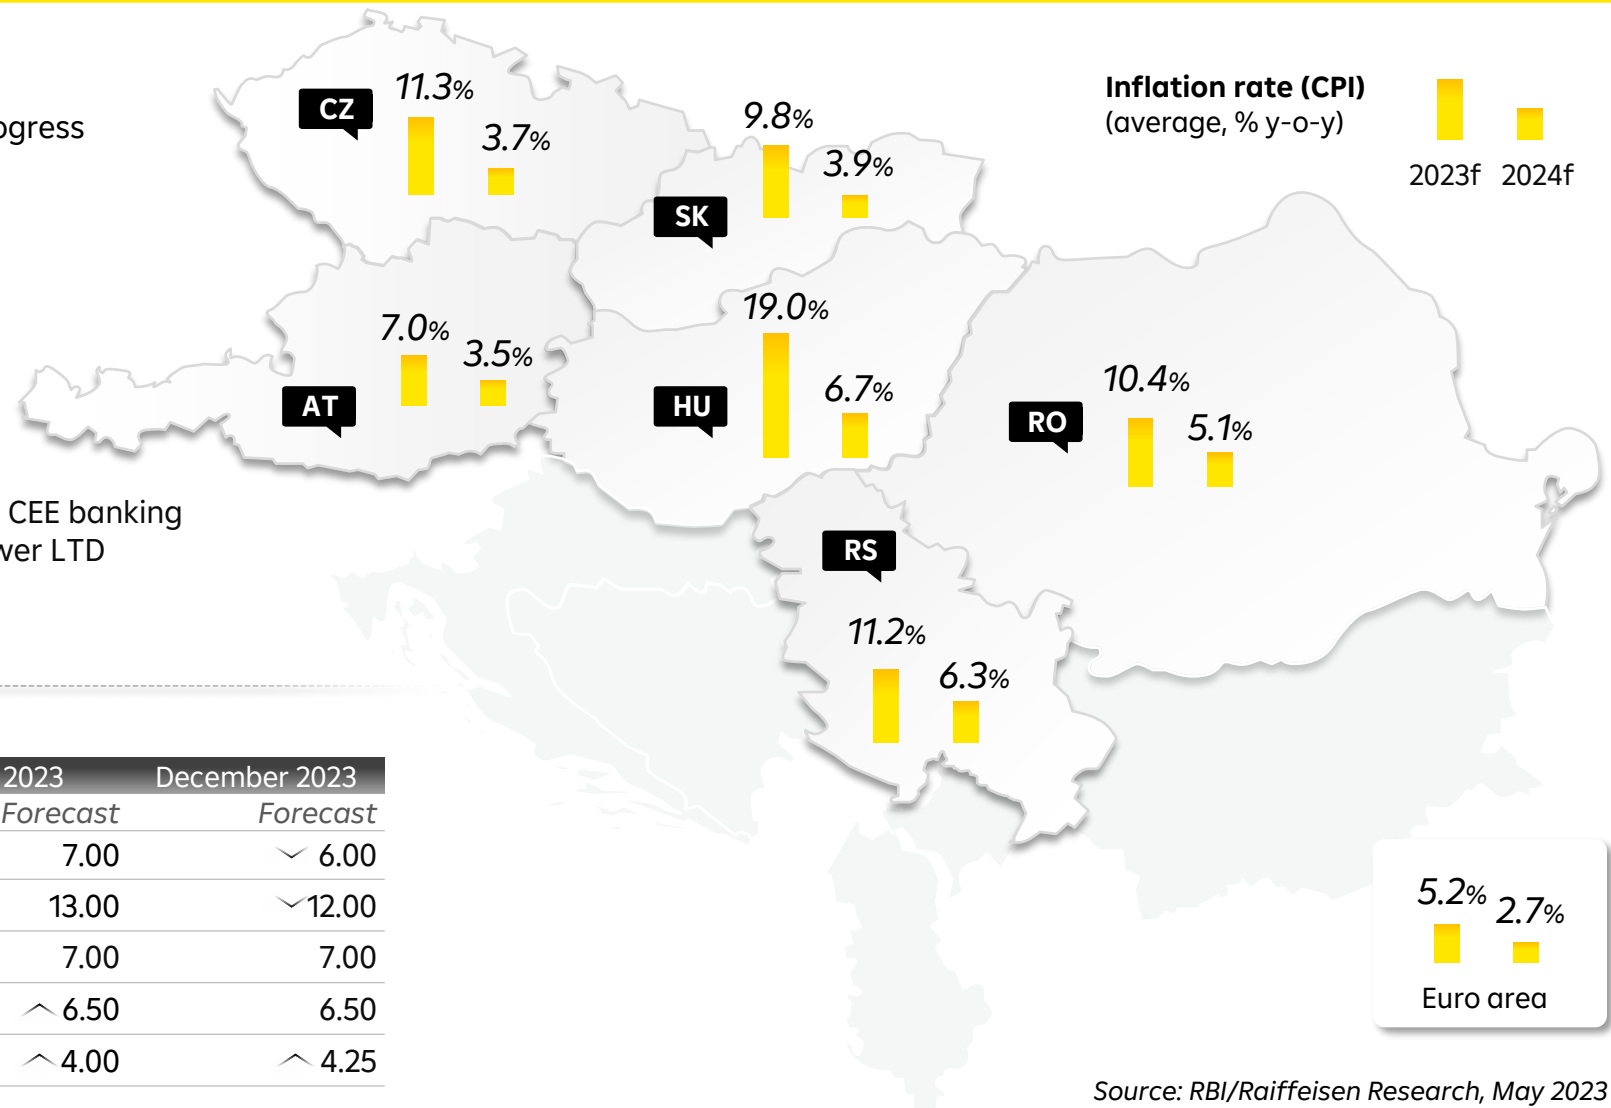 ogress
CEE banking
wer LTD
Inflation rate (CPI)
(average, % y-o-y)
2023f 2024f
CZ
11.3%
3.7%
SK
9.8%
3.9%
AT
7.0%
3.5%
HU
19.0%
6.7%
RO
10.4%
5.1%
RS
11.2%
6.3%
2023 December 2023
Forecast Forecast
7.00 6.00
13.00 12.00
7.00 7.00
6.50 6.50
4.00 4.25
5.2% 2.7%
Euro area
Source: RBI/Raiffeisen Research, May 2023